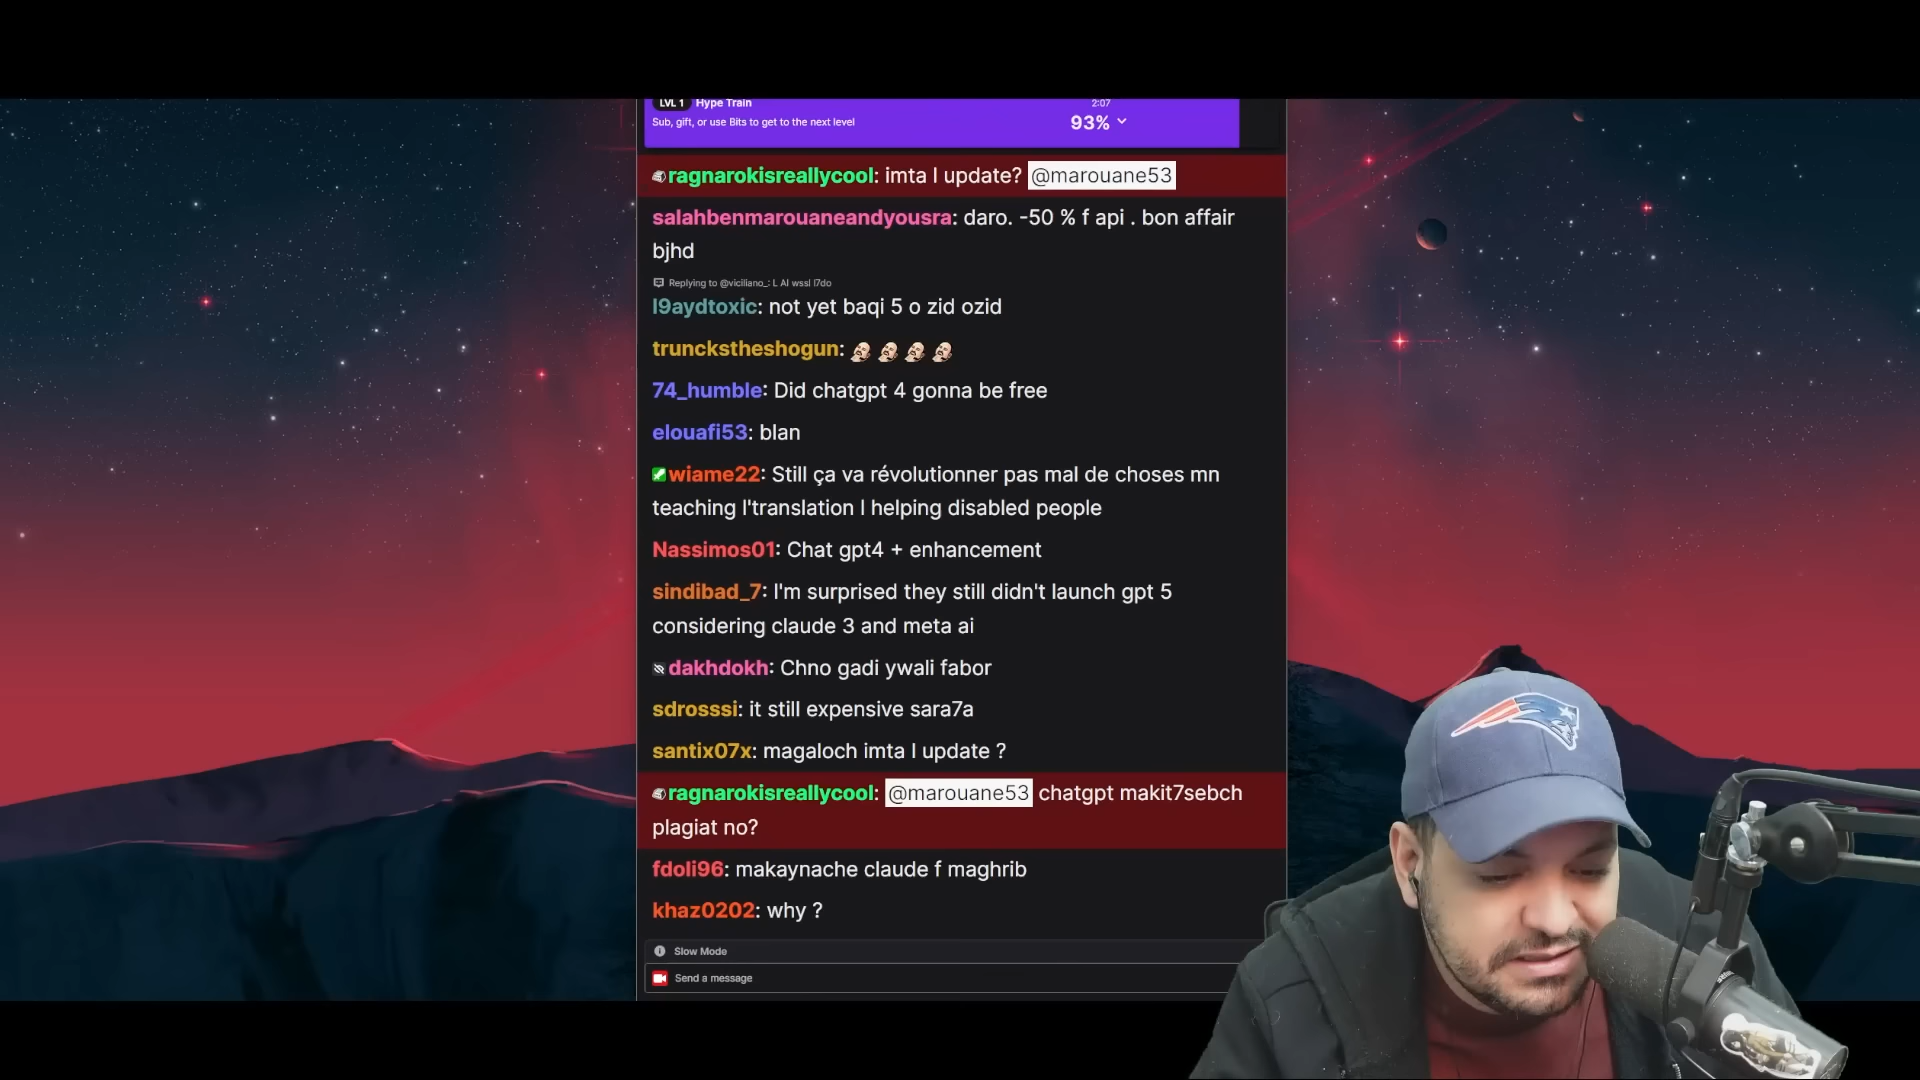 LVL 1 Hype Train 2:07
Sub, gift, or use Bits to get to the next level 93%
ragnarokisreallycool: imta l update? @marouane53
salahbenmarouaneandyousra: daro. -50 % f api . bon affair
bjhd
Replying to @viciliano_: L AI wssl l7do
l9aydtoxic: not yet baqi 5 o zid ozid
trunckstheshogun:
74_humble: Did chatgpt 4 gonna be free
elouafi53: blan
wiame22: Still ça va révolutionner pas mal de choses mn
teaching l'translation l helping disabled people
Nassimos01: Chat gpt4 + enhancement
sindibad_7: I'm surprised they still didn't launch gpt 5
considering claude 3 and meta ai
dakhdokh: Chno gadi ywali fabor
sdrosssi: it still expensive sara7a
santix07x: magaloch imta l update ?
ragnarokisreallycool: @marouane53 chatgpt makit7sebch
plagiat no?
fdoli96: makaynache claude f maghrib
khaz0202: why ?
Slow Mode
Send a message